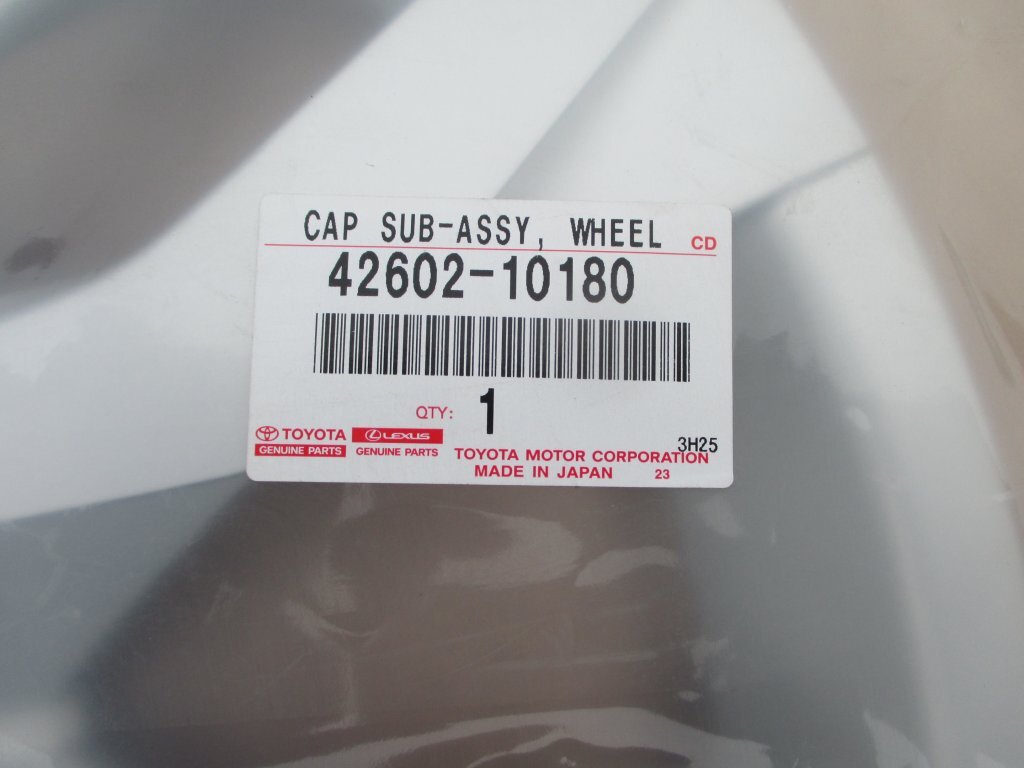 CAP SUB-ASSY, WHEEL CD
42602-10180
QTY: 1
3H25
TOYOTA LEXUS
GENUINE PARTS GENUINE PARTS
TOYOTA MOTOR CORPORATION
MADE IN JAPAN 23